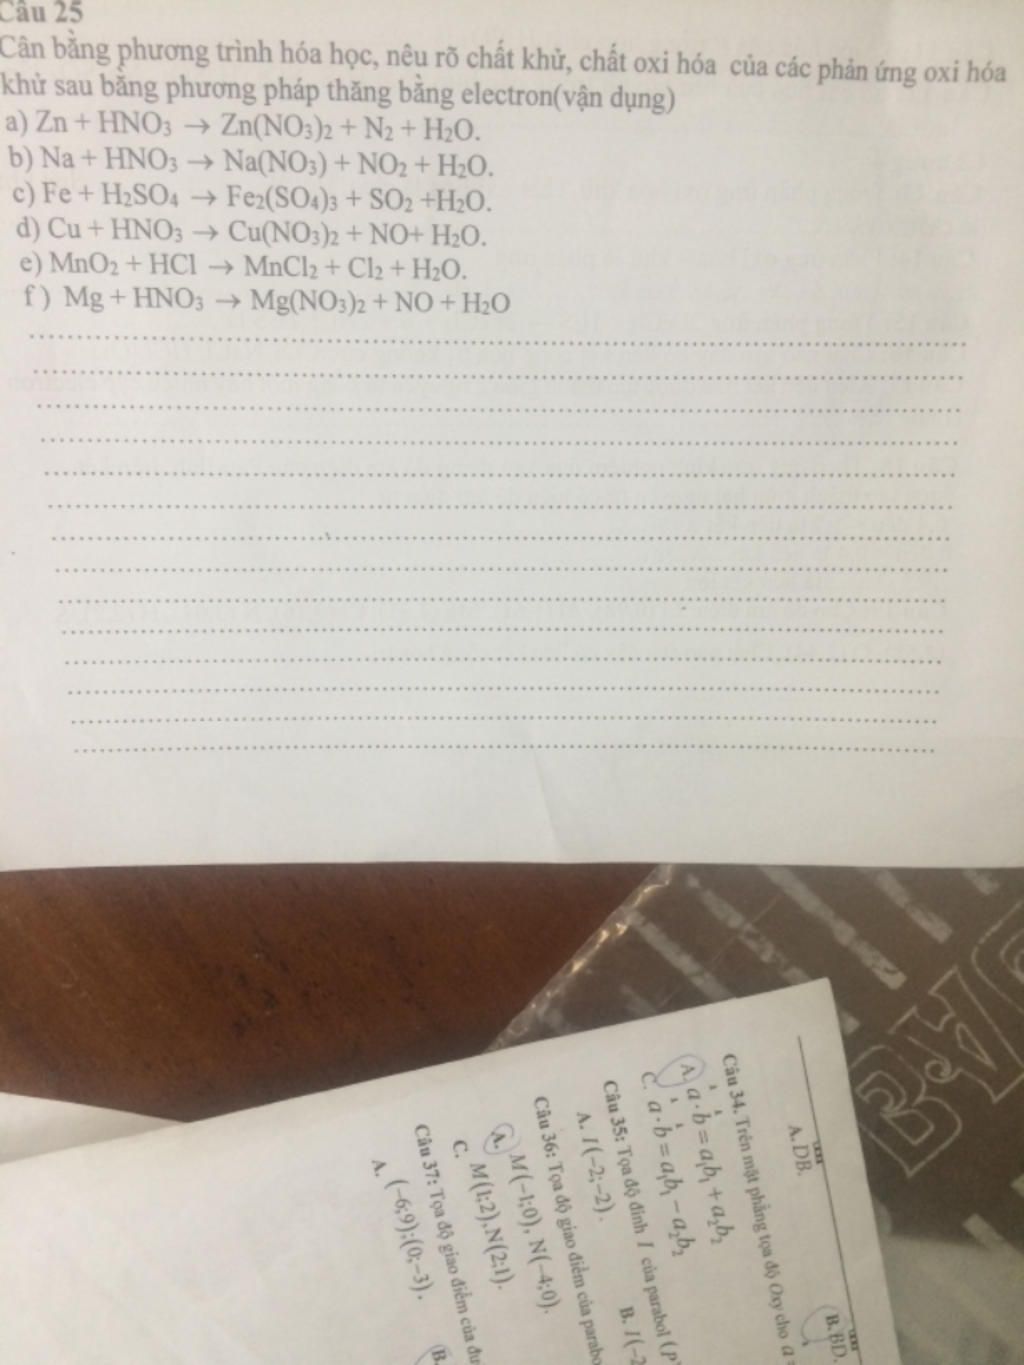 Câu 25
Cân bằng phương trình hóa học, nêu rõ chất khử, chất oxi hóa của các phản ứng oxi hóa
khử sau bằng phương pháp thăng bằng electron(vận dụng)
a) Zn + HNO₃ → Zn(NO₃)₂ + N₂ + H₂O.
b) Na + HNO₃ → Na(NO₃) + NO₂ + H₂O.
c) Fe + H₂SO₄ → Fe₂(SO₄)₃ + SO₂ +H₂O.
d) Cu + HNO₃ → Cu(NO₃)₂ + NO+ H₂O.
e) MnO₂ + HCl → MnCl₂ + Cl₂ + H₂O.
f) Mg + HNO₃ → Mg(NO₃)₂ + NO + H₂O
A. DB.
B. BD.
Câu 34. Trên mặt phẳng tọa độ Oxy cho a =
A. a · b = a₁b₁ + a₂b₂
C. a · b = a₁b₁ − a₂b₂
Câu 35: Tọa độ đỉnh I của parabol (P
A. I(−2;−2).
B. I(−2
Câu 36: Tọa độ giao điểm của parabo
A. M(−1;0), N(−4;0).
C. M(1;2),N(2;1).
Câu 37: Tọa độ giao điểm của đư
A. (−6;9);(0;−3).
B.